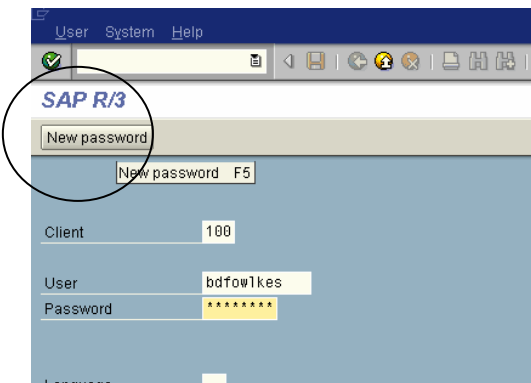 User System Help
SAP R/3
New password
New password F5
Client 100
User bdfowlkes
Password ********